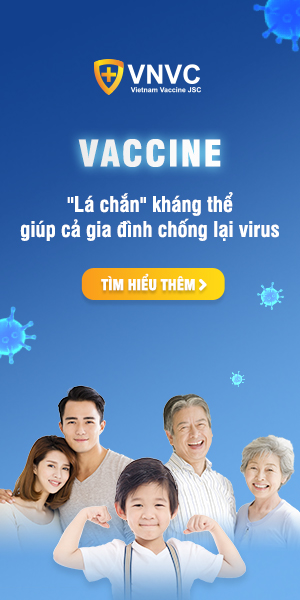 VNVC
Vietnam Vaccine JSC
VACCINE
"Lá chắn" kháng thể
giúp cả gia đình chống lại virus
TÌM HIỂU THÊM